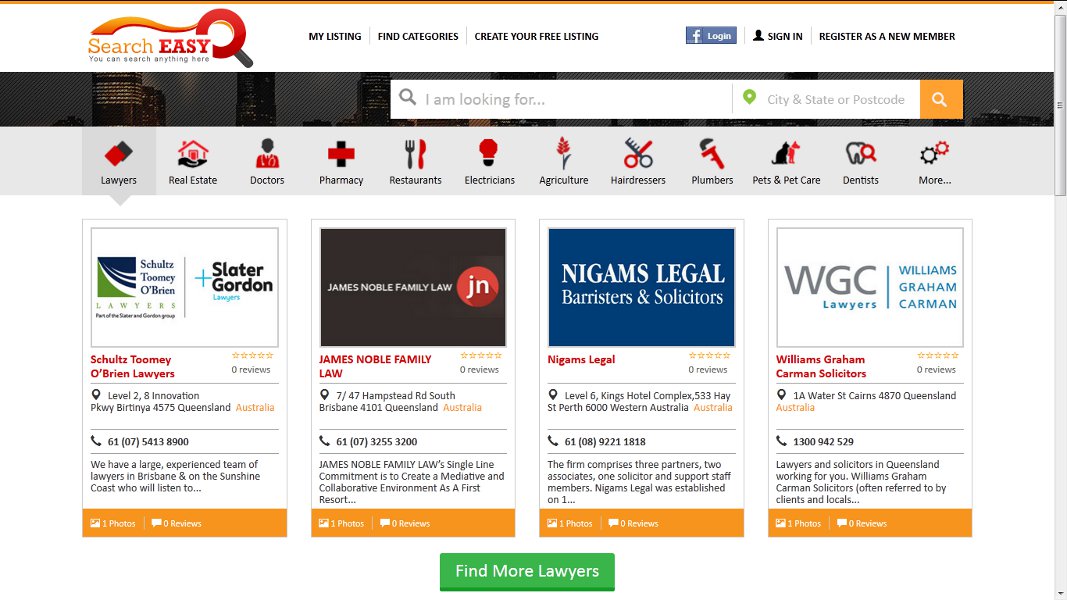 Search EASY
You can search anything here
MY LISTING
FIND CATEGORIES
CREATE YOUR FREE LISTING
f Login
SIGN IN
REGISTER AS A NEW MEMBER
I am looking for...
City & State or Postcode
Lawyers
Real Estate
Doctors
Pharmacy
Restaurants
Electricians
Agriculture
Hairdressers
Plumbers
Pets & Pet Care
Dentists
More...
Schultz
Toomey
O'Brien
LAWYERS
Part of the Slater and Gordon group
Slater
Gordon
Lawyers
Schultz Toomey
O'Brien Lawyers
0 reviews
Level 2, 8 Innovation
Pkwy Birtinya 4575 Queensland Australia
61 (07) 5413 8900
We have a large, experienced team of
lawyers in Brisbane & on the Sunshine
Coast who will listen to...
1 Photos
0 Reviews
JAMES NOBLE FAMILY LAW
jn
JAMES NOBLE FAMILY
LAW
0 reviews
7/ 47 Hampstead Rd South
Brisbane 4101 Queensland Australia
61 (07) 3255 3200
JAMES NOBLE FAMILY LAW's Single Line
Commitment is to Create a Mediative and
Collaborative Environment As A First
Resort...
1 Photos
0 Reviews
NIGAMS LEGAL
Barristers & Solicitors
Nigams Legal
0 reviews
Level 6, Kings Hotel Complex,533 Hay
St Perth 6000 Western Australia Australia
61 (08) 9221 1818
The firm comprises three partners, two
associates, one solicitor and support staff
members. Nigams Legal was established
on 1...
1 Photos
0 Reviews
WGC
Lawyers
WILLIAMS
GRAHAM
CARMAN
Williams Graham
Carman Solicitors
0 reviews
1A Water St Cairns 4870 Queensland
Australia
1300 942 529
Lawyers and solicitors in Queensland
working for you. Williams Graham
Carman Solicitors (often referred to by
clients and locals...
1 Photos
0 Reviews
Find More Lawyers